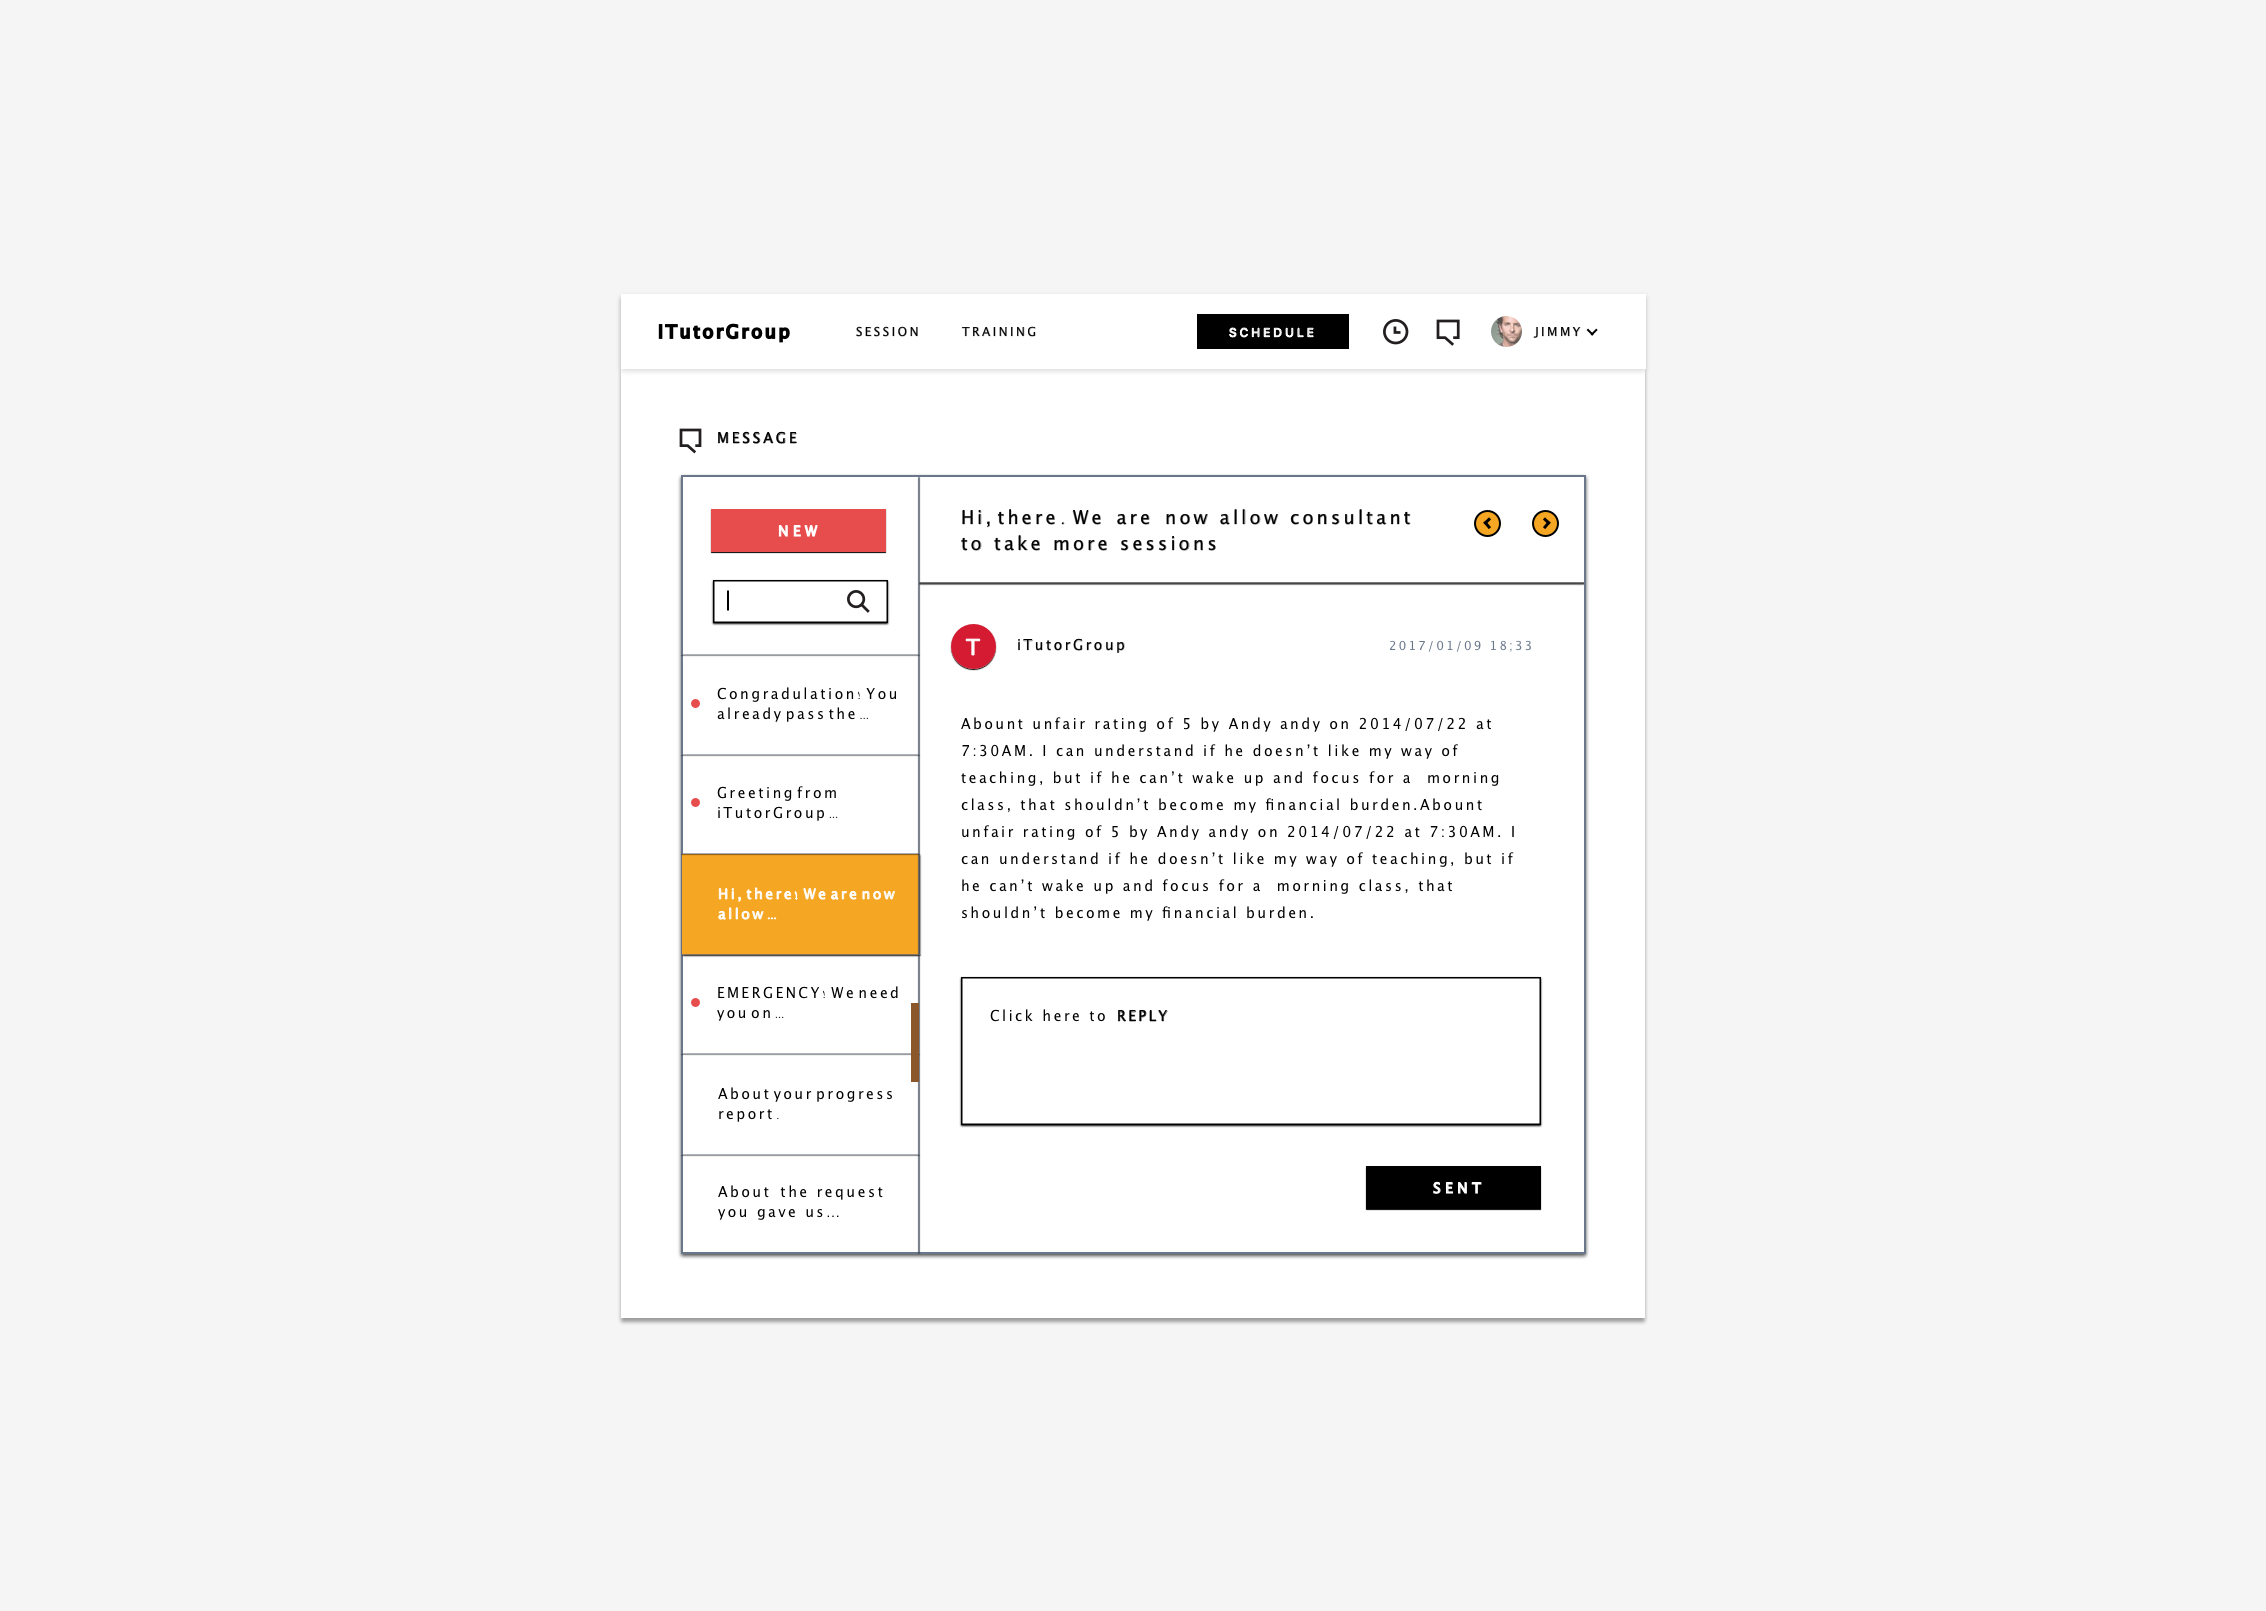 ITutorGroup
SESSION
TRAINING
SCHEDULE
JIMMY
MESSAGE
NEW
Congradulation! You
already pass the...
Greeting from
iTutorGroup...
Hi, there! We are now
allow...
EMERGENCY! We need
you on...
About your progress
report.
About the request
you gave us...
Hi, there. We are now allow consultant
to take more sessions
T
iTutorGroup
2017/01/09 18;33
Abount unfair rating of 5 by Andy andy on 2014/07/22 at
7:30AM. I can understand if he doesn’t like my way of
teaching, but if he can’t wake up and focus for a morning
class, that shouldn’t become my financial burden.Abount
unfair rating of 5 by Andy andy on 2014/07/22 at 7:30AM. I
can understand if he doesn’t like my way of teaching, but if
he can’t wake up and focus for a morning class, that
shouldn’t become my financial burden.
Click here to REPLY
SENT